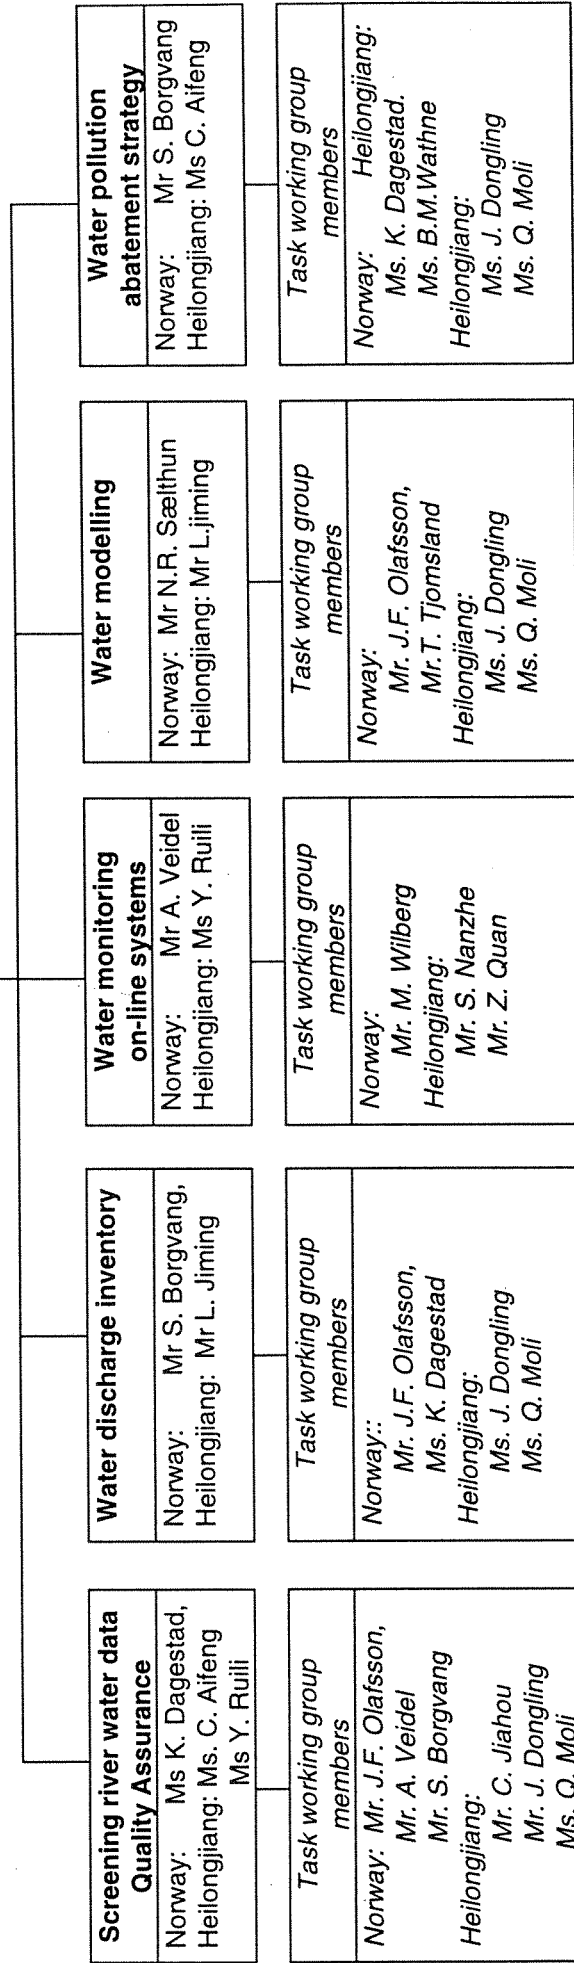 Screening river water data
Quality Assurance
Norway: Ms K. Dagestad,
Heilongjiang: Ms. C. Aifeng
Ms Y. Ruili
Task working group
members
Norway: Mr. J.F. Olafsson,
Mr. A. Veidel
Mr. S. Borgvang
Heilongjiang:
Mr. C. Jiahou
Mr. J. Dongling
Ms. Q. Moli
Water discharge inventory
Norway: Mr S. Borgvang,
Heilongjiang: Mr L. Jiming
Task working group
members
Norway::
Mr. J.F. Olafsson,
Ms. K. Dagestad
Heilongjiang:
Ms. J. Dongling
Ms. Q. Moli
Water monitoring
on-line systems
Norway: Mr A. Veidel
Heilongjiang: Ms Y. Ruili
Task working group
members
Norway:
Mr. M. Wilberg
Heilongjiang:
Mr. S. Nanzhe
Mr. Z. Quan
Water modelling
Norway: Mr N.R. Sælthun
Heilongjiang: Mr L.jiming
Task working group
members
Norway:
Mr. J.F. Olafsson,
Mr.T. Tjomsland
Heilongjiang:
Ms. J. Dongling
Ms. Q. Moli
Water pollution
abatement strategy
Norway: Mr S. Borgvang
Heilongjiang: Ms C. Aifeng
Task working group
members
Norway: Heilongjiang:
Ms. K. Dagestad.
Ms. B.M.Wathne
Heilongjiang:
Ms. J. Dongling
Ms. Q. Moli